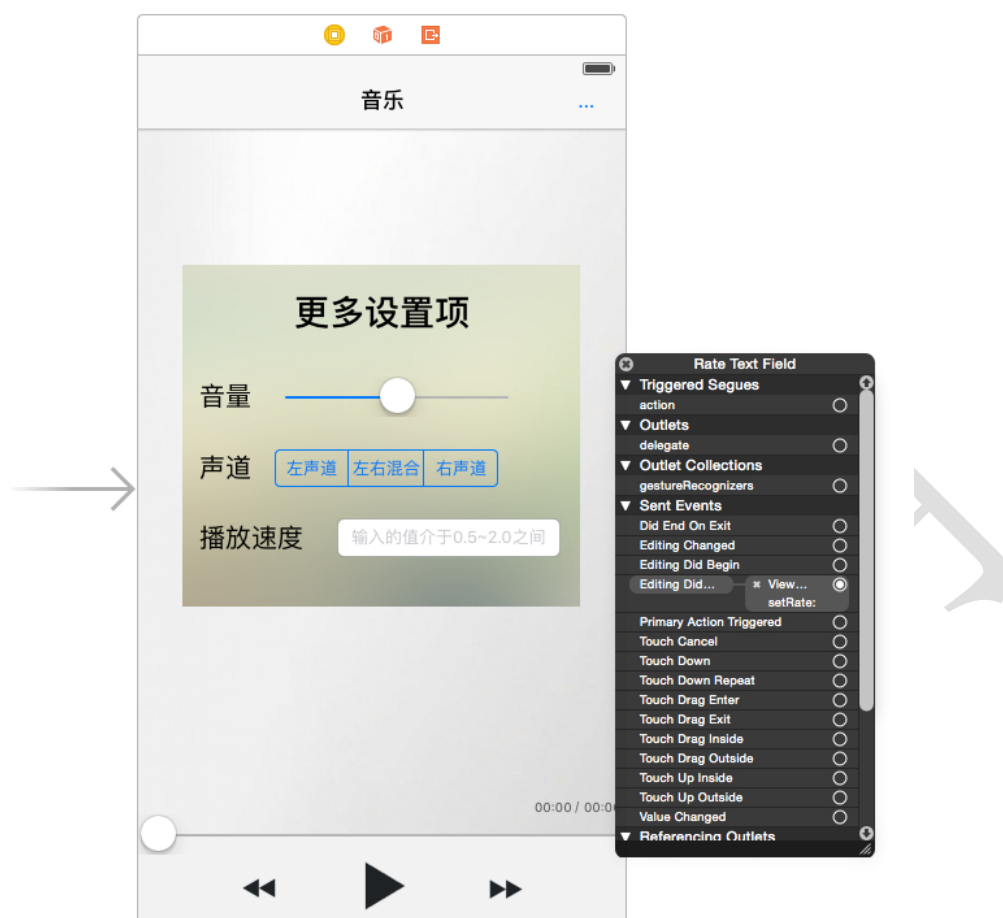 音乐
...
更多设置项
音量
声道 左声道 左右混合 右声道
播放速度 输入的值介于0.5~2.0之间
00:00 / 00:0
Rate Text Field
Triggered Segues
action
Outlets
delegate
Outlet Collections
gestureRecognizers
Sent Events
Did End On Exit
Editing Changed
Editing Did Begin
Editing Did... View...
setRate:
Primary Action Triggered
Touch Cancel
Touch Down
Touch Down Repeat
Touch Drag Enter
Touch Drag Exit
Touch Drag Inside
Touch Drag Outside
Touch Up Inside
Touch Up Outside
Value Changed
Referencing Outlets